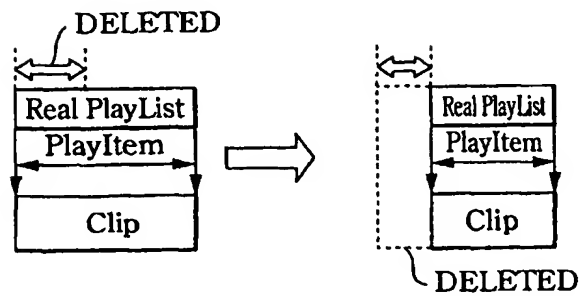 DELETED
Real PlayList
PlayItem
Clip
Real PlayList
PlayItem
Clip
DELETED